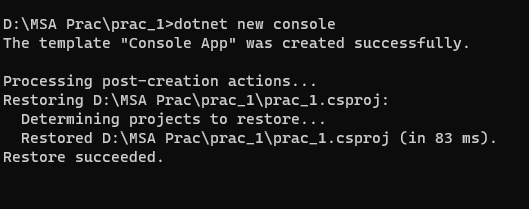 D:\MSA Prac\prac_1>dotnet new console
The template "Console App" was created successfully.
Processing post-creation actions...
Restoring D:\MSA Prac\prac_1\prac_1.csproj:
  Determining projects to restore...
  Restored D:\MSA Prac\prac_1\prac_1.csproj (in 83 ms).
Restore succeeded.